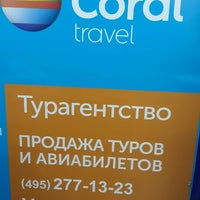 Coral
travel
Турагентство
ПРОДАЖА ТУРОВ
И АВИАБИЛЕТОВ
(495) 277-13-23